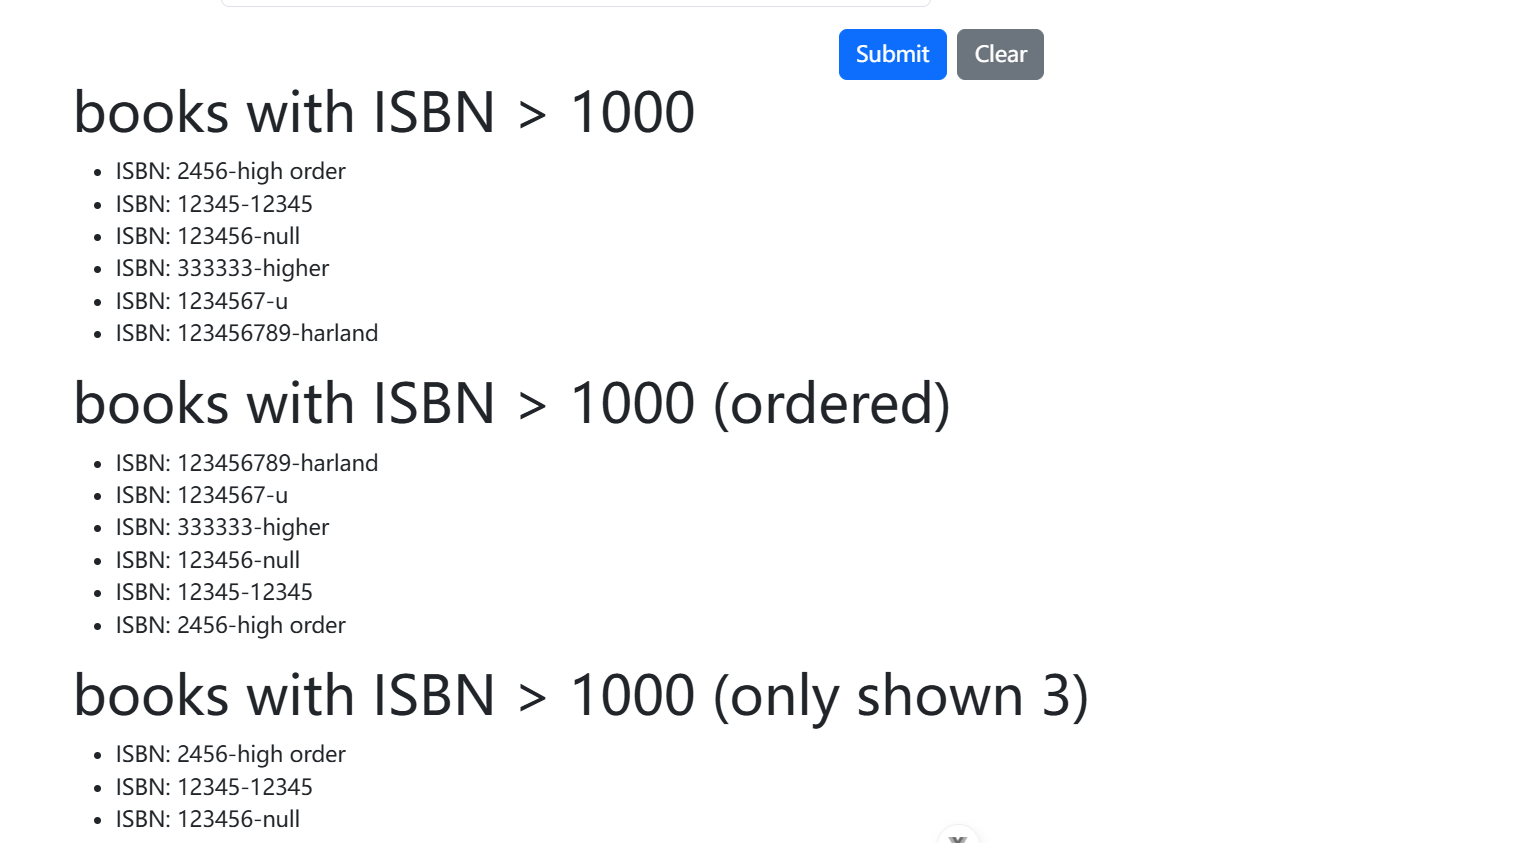 Submit Clear
books with ISBN > 1000
ISBN: 2456-high order
ISBN: 12345-12345
ISBN: 123456-null
ISBN: 333333-higher
ISBN: 1234567-u
ISBN: 123456789-harland
books with ISBN > 1000 (ordered)
ISBN: 123456789-harland
ISBN: 1234567-u
ISBN: 333333-higher
ISBN: 123456-null
ISBN: 12345-12345
ISBN: 2456-high order
books with ISBN > 1000 (only shown 3)
ISBN: 2456-high order
ISBN: 12345-12345
ISBN: 123456-null